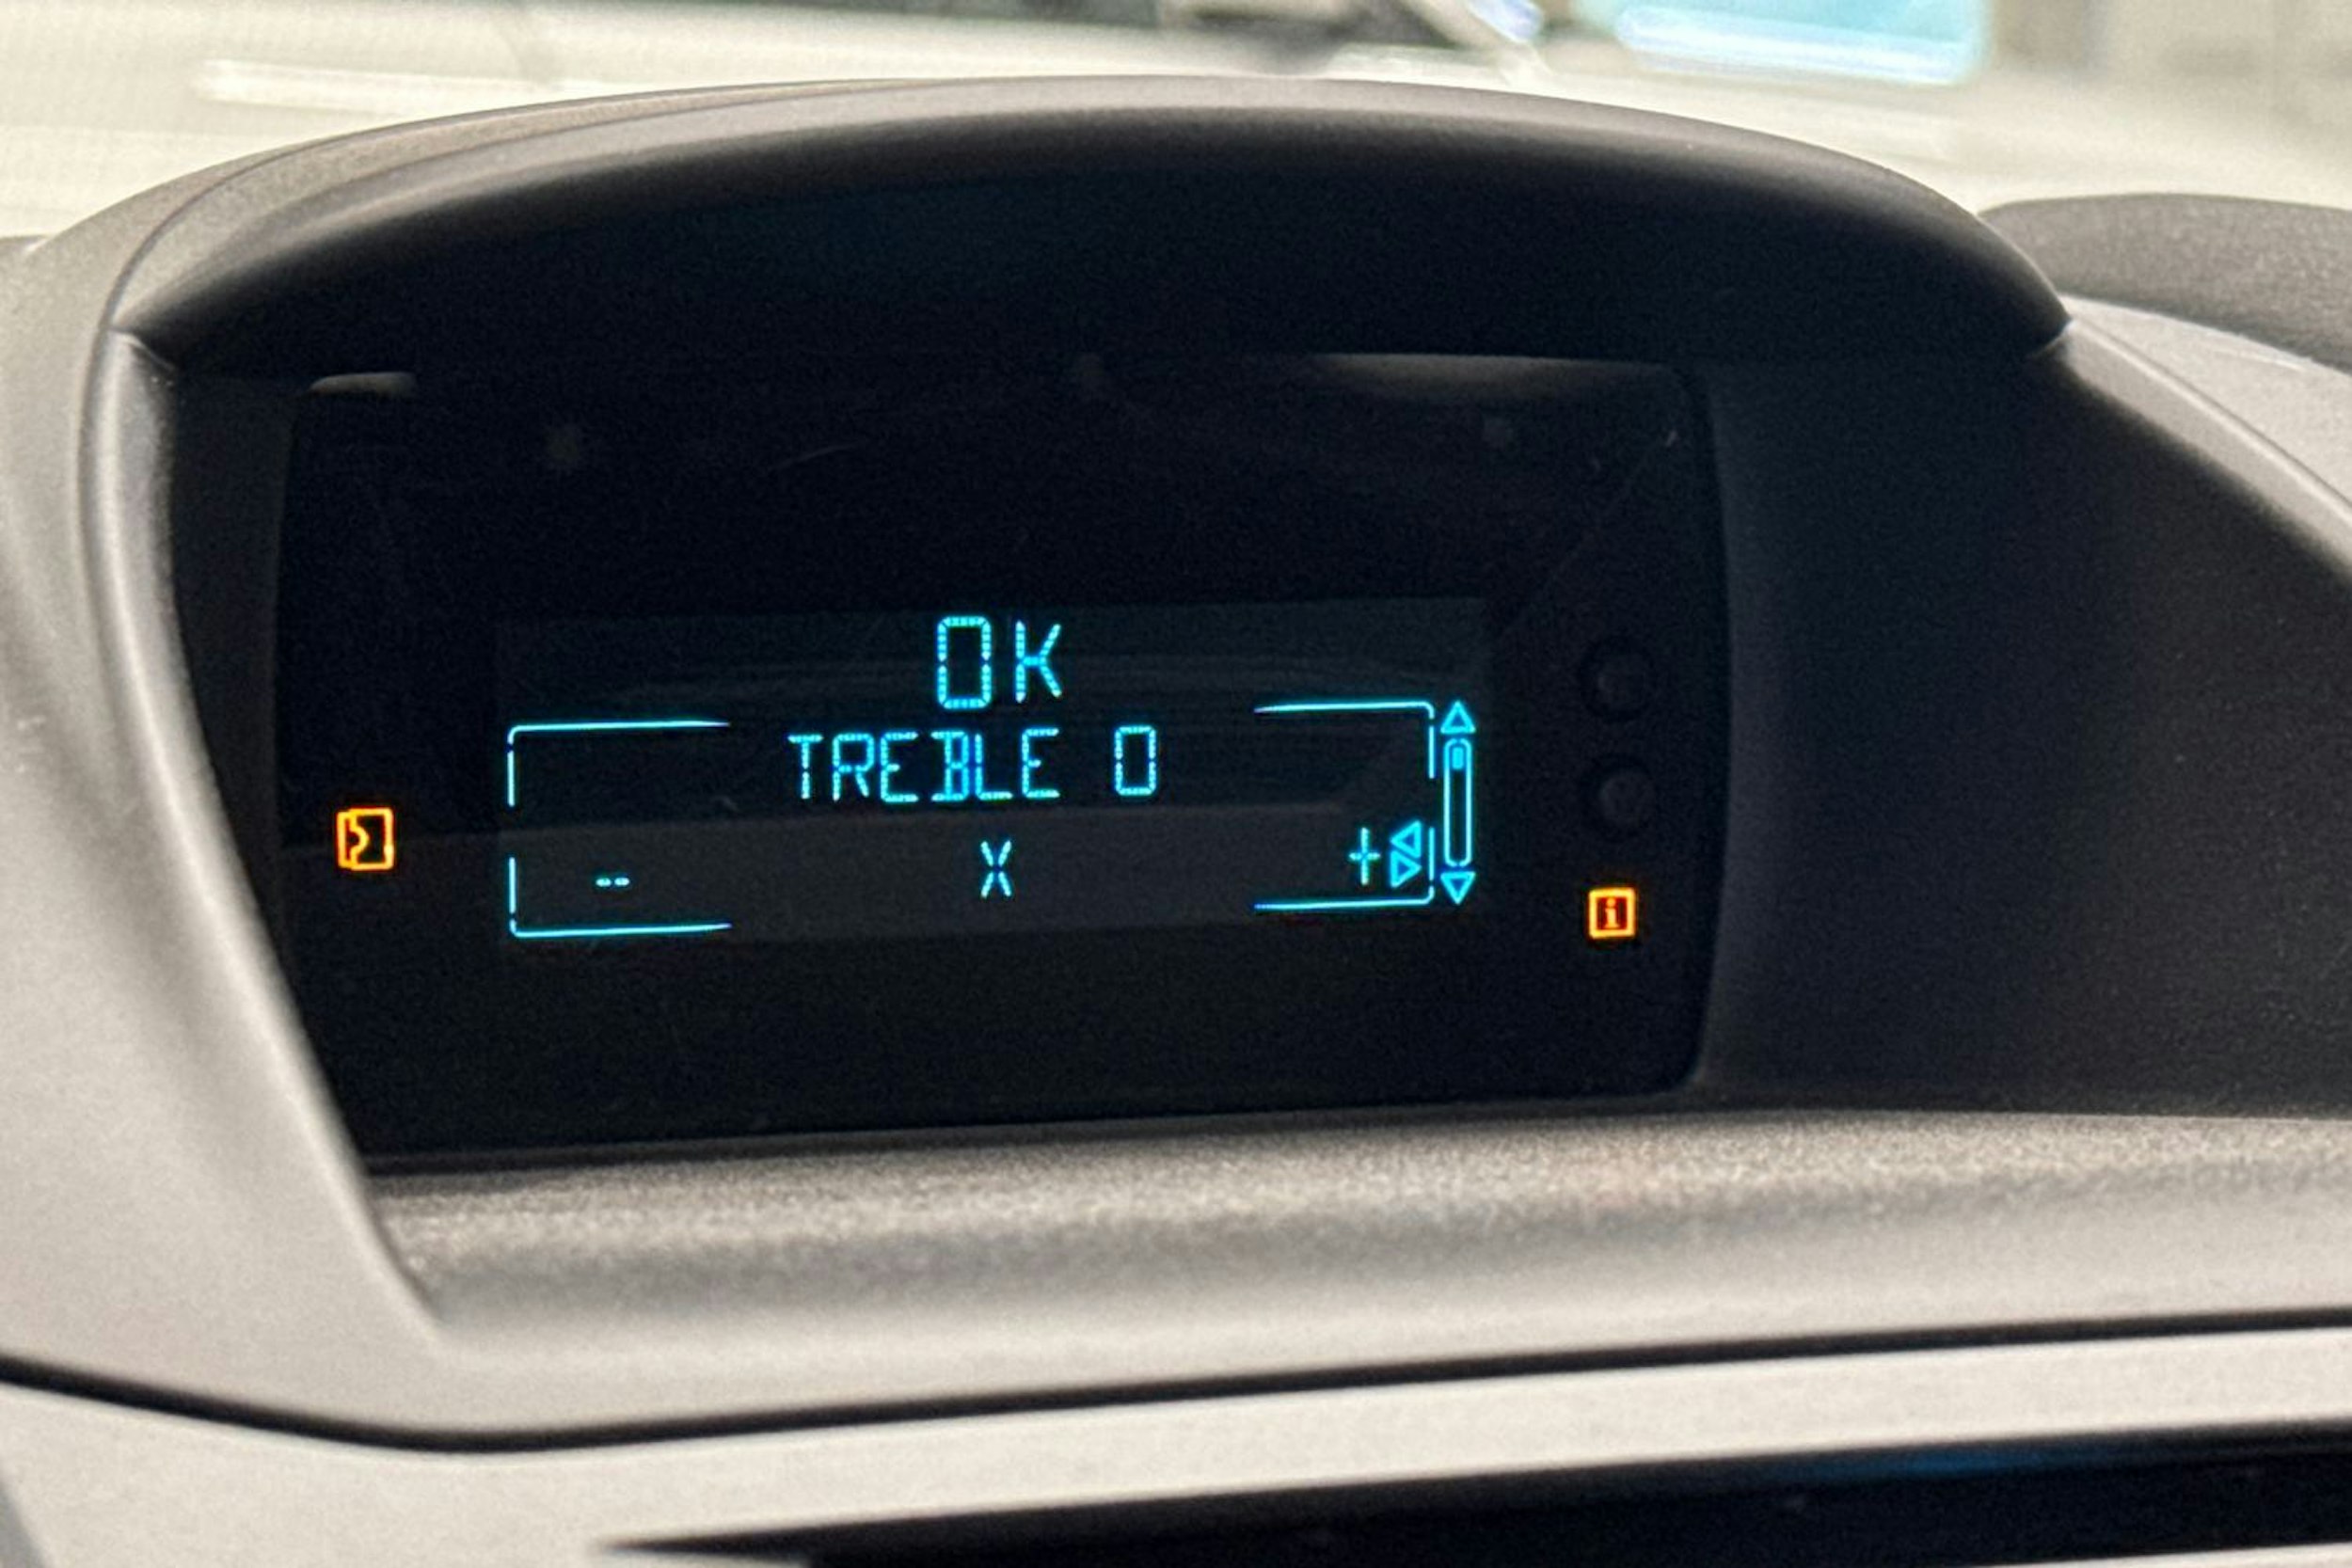 OK
TREBLE 0
-- X +
i